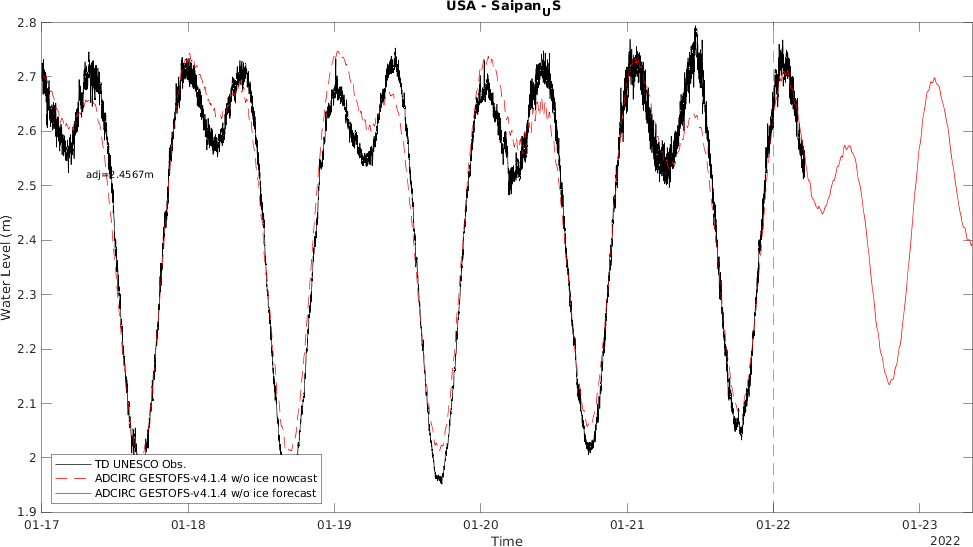 USA - Saipan_US
2.8
2.7
2.6
2.5
2.4
2.3
2.2
2.1
2
1.9
Water Level (m)
adj=2.4567m
TD UNESCO Obs.
ADCIRC GESTOFS-v4.1.4 w/o ice nowcast
ADCIRC GESTOFS-v4.1.4 w/o ice forecast
01-17 01-18 01-19 01-20 01-21 01-22 01-23
Time
2022